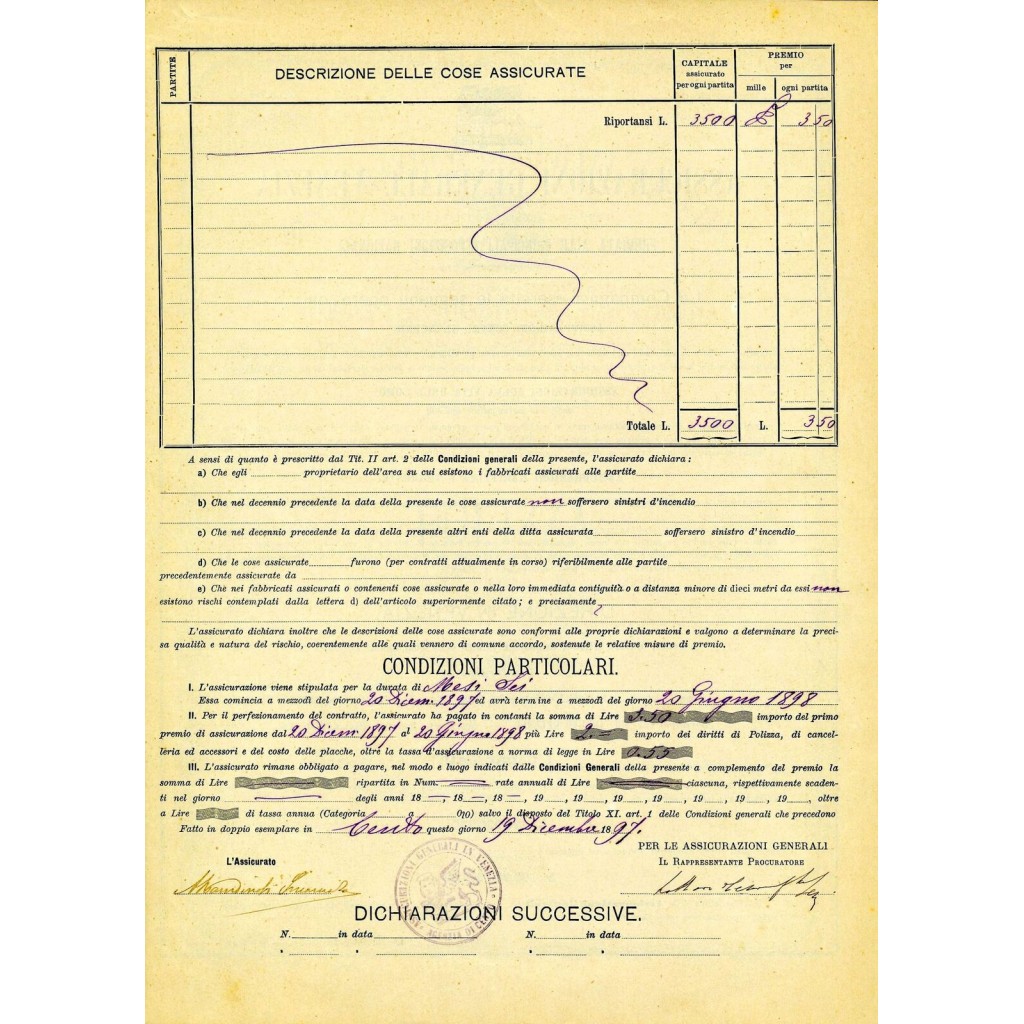 PARTITE
DESCRIZIONE DELLE COSE ASSICURATE
CAPITALE
assicurato
per ogni partita
PREMIO
per
mille
ogni partita
Riportansi L. 3500 3 50
Totale L. 3500 L. 3 50
A sensi di quanto è prescritto dal Tit. II art. 2 delle Condizioni generali della presente, l'assicurato dichiara :
a) Che egli proprietario dell'area su cui esistono i fabbricati assicurati alle partite
b) Che nel decennio precedente la data della presente le cose assicurate non soffersero sinistri d'incendio
c) Che nel decennio precedente la data della presente altri enti della ditta assicurata soffersero sinistro d'incendio
d) Che le cose assicurate furono (per contratti attualmente in corso) riferibilmente alle partite
precedentemente assicurate da
e) Che nei fabbricati assicurati o contenenti cose assicurate o nella loro immediata contiguità o a distanza minore di dieci metri da essi non
esistono rischi contemplati dalla lettera d) dell'articolo superiormente citato ; e precisamente
L'assicurato dichiara inoltre che le descrizioni delle cose assicurate sono conformi alle proprie dichiarazioni e valgono a determinare la preci-
sa qualità e natura del rischio, coerentemente alle quali vennero di comune accordo, sostenute le relative misure di premio.
CONDIZIONI PARTICOLARI.
I. L'assicurazione viene stipulata per la durata di Mesi Sei
Essa comincia a mezzodì del giorno 20 Dicem. 1897 ed avrà termine a mezzodì del giorno 20 Giugno 1898
II. Per il perfezionamento del contratto, l'assicurato ha pagato in contanti la somma di Lire 3.50 importo del primo
premio di assicurazione dal 20 Dicem. 1897 al 20 Giugno 1898 più Lire 2.= importo dei diritti di Polizza, di cancel-
lerìa ed accessori e del costo delle placche, oltre la tassa d'assicurazione a norma di legge in Lire 0.55
III. L'assicurato rimane obbligato a pagare, nel modo e luogo indicati dalle Condizioni Generali della presente a complemento del premio la
somma di Lire ripartita in Num. rate annuali di Lire ciascuna, rispettivamente scaden-
ti nel giorno degli anni 18 —, 18 —, 18 —, 19 , 19 , 19 , 19 , 19 , 19 , 19 , oltre
a Lire di tassa annua (Categoria a 0|0) salvo il disposto del Titolo XI. art. 1 delle Condizioni generali che precedono
Fatto in doppio esemplare in Cento questo giorno 19 Dicembre 1897.
PER LE ASSICURAZIONI GENERALI
L'Assicurato
IL RAPPRESENTANTE PROCURATORE
ASSICURAZIONI GENERALI IN VENEZIA
AGENZIA DI CENTO
DICHIARAZIONI SUCCESSIVE.
N. in data N. in data